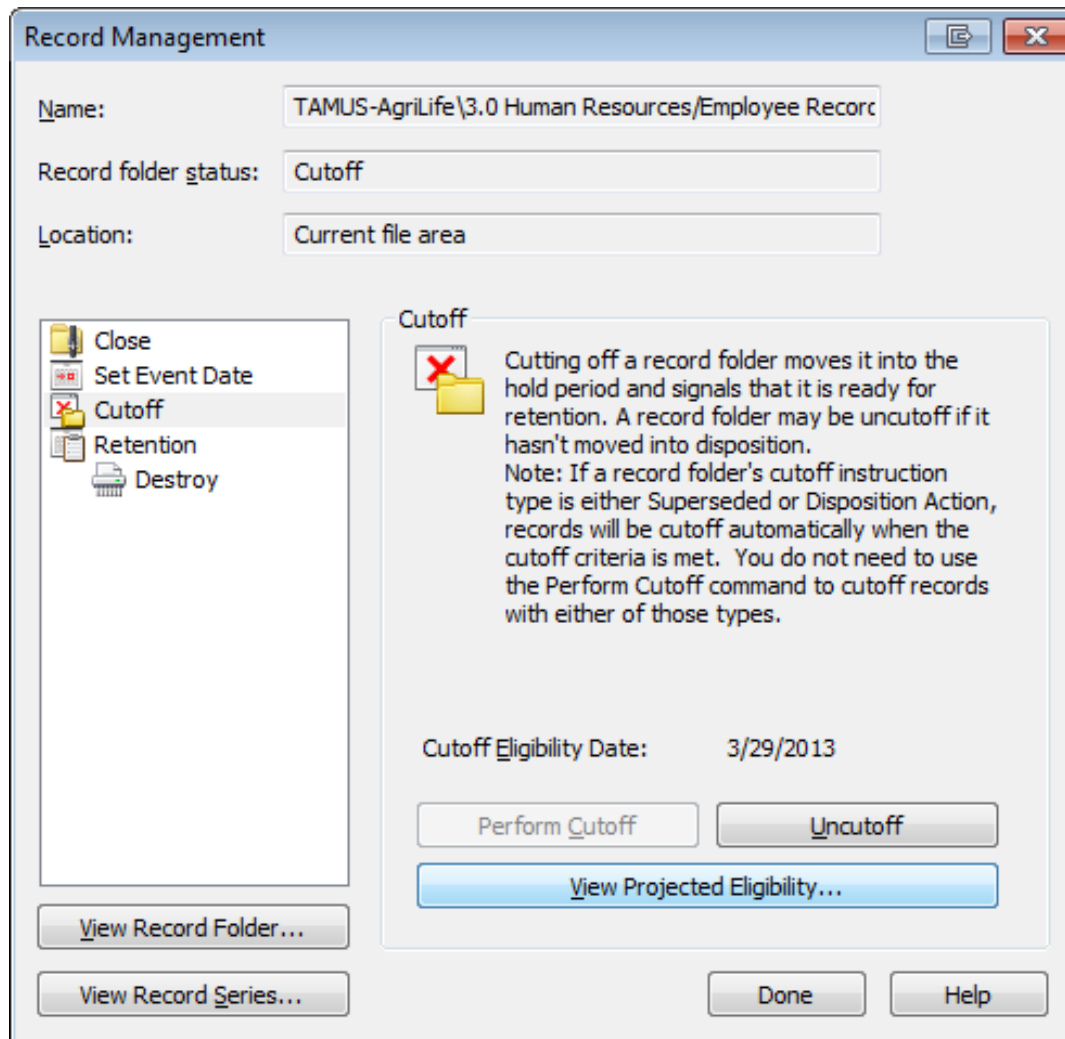 Record Management
Name: TAMUS-AgriLife\3.0 Human Resources/Employee Record
Record folder status: Cutoff
Location: Current file area
Close
Set Event Date
Cutoff
Retention
Destroy
Cutoff
Cutting off a record folder moves it into the
hold period and signals that it is ready for
retention. A record folder may be uncutoff if it
hasn't moved into disposition.
Note: If a record folder's cutoff instruction
type is either Superseded or Disposition Action,
records will be cutoff automatically when the
cutoff criteria is met.  You do not need to use
the Perform Cutoff command to cutoff records
with either of those types.
Cutoff Eligibility Date: 3/29/2013
Perform Cutoff Uncutoff
View Projected Eligibility...
View Record Folder...
View Record Series...
Done Help